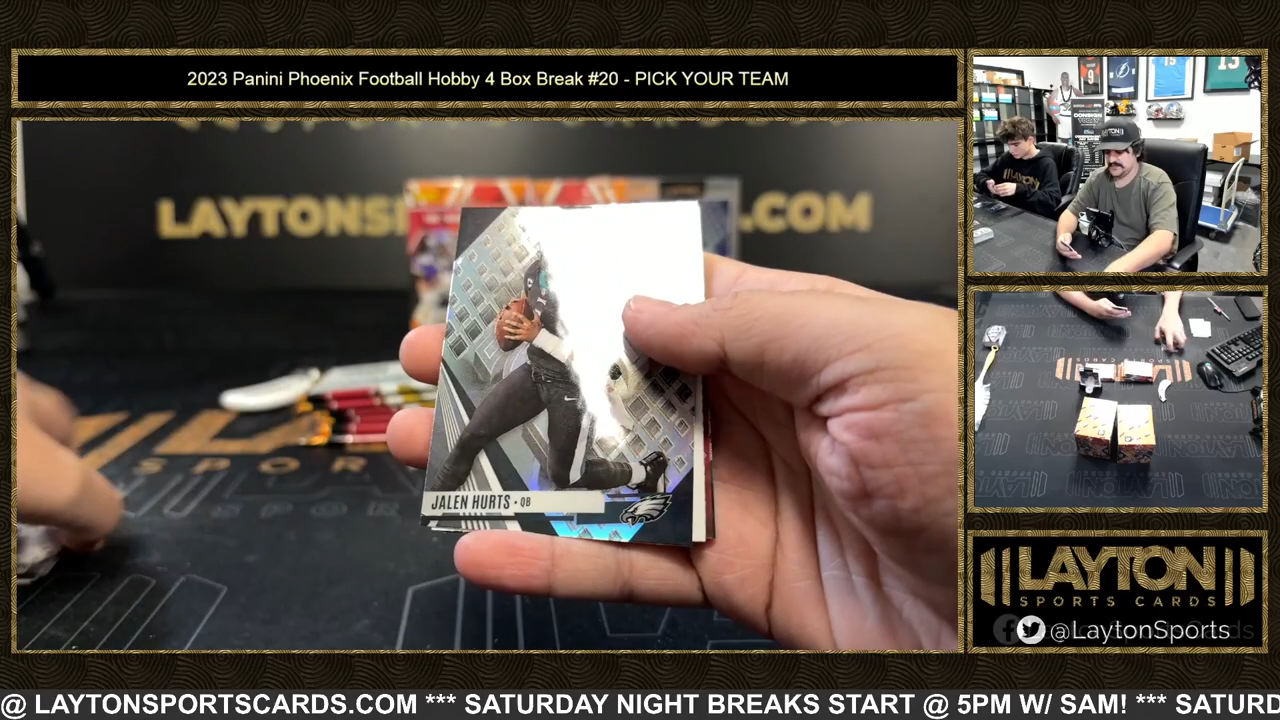 2023 Panini Phoenix Football Hobby 4 Box Break #20 - PICK YOUR TEAM
LAYTONS .COM
JALEN HURTS • QB
LAYTON
SPORTS CARDS
@LaytonSports
@ LAYTONSPORTSCARDS.COM *** SATURDAY NIGHT BREAKS START @ 5PM W/ SAM! *** SATURD